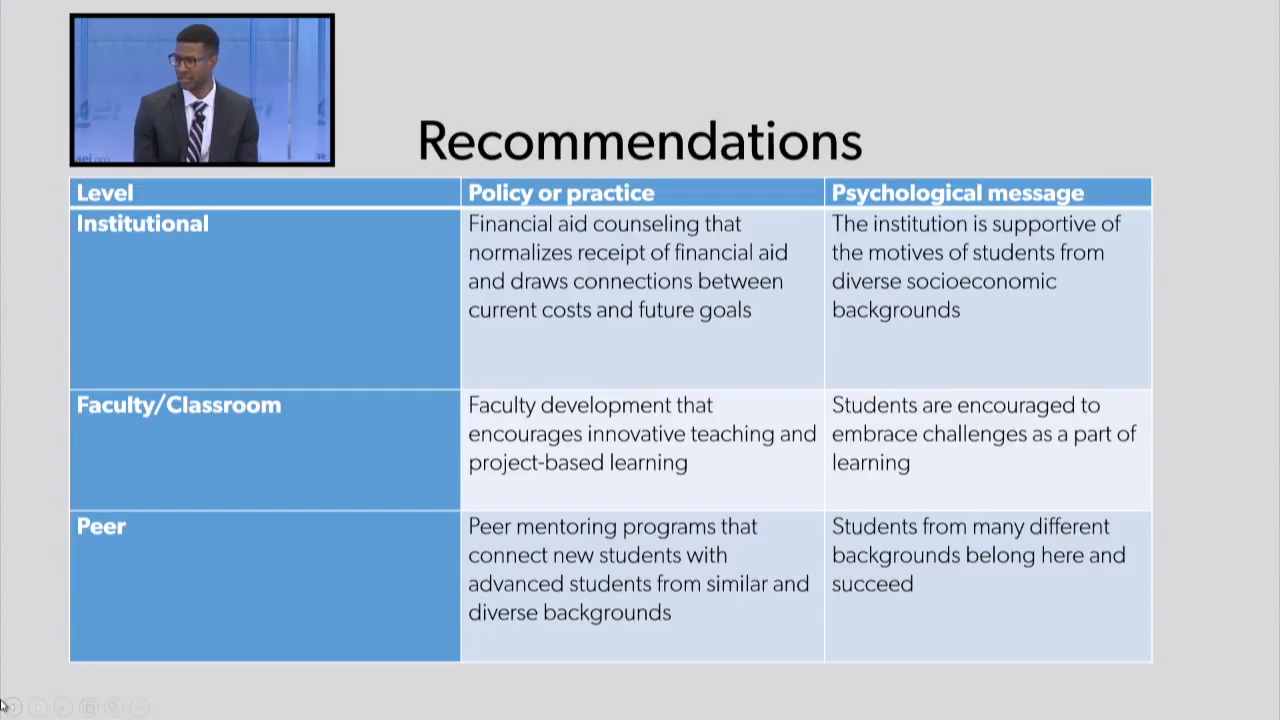 Recommendations
Level
Policy or practice
Psychological message
Institutional
Financial aid counseling that
normalizes receipt of financial aid
and draws connections between
current costs and future goals
The institution is supportive of
the motives of students from
diverse socioeconomic
backgrounds
Faculty/Classroom
Faculty development that
encourages innovative teaching and
project-based learning
Students are encouraged to
embrace challenges as a part of
learning
Peer
Peer mentoring programs that
connect new students with
advanced students from similar and
diverse backgrounds
Students from many different
backgrounds belong here and
succeed